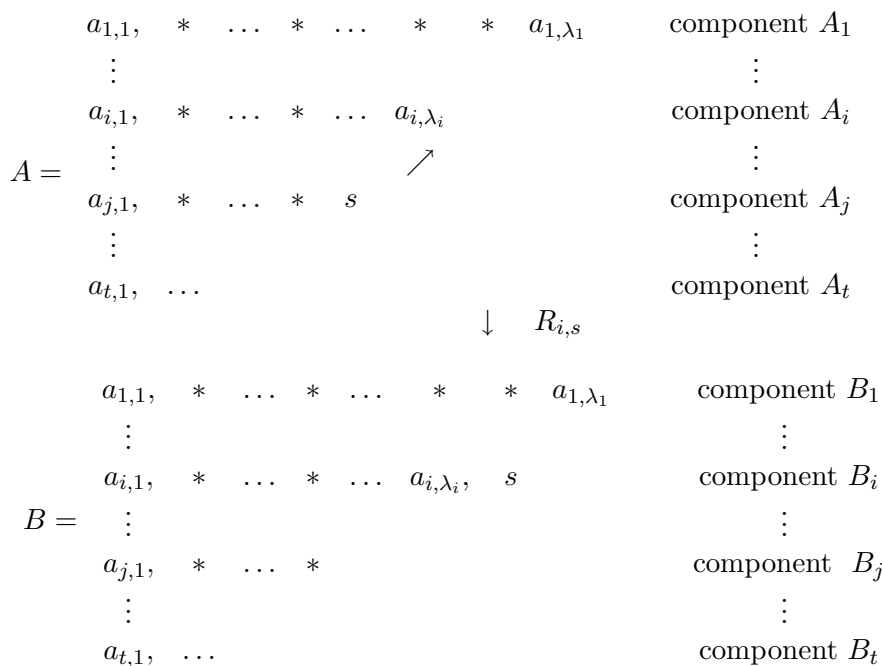 a_{1,1}, * … * … * * a_{1,λ_1} component A_1
⋮ ⋮
a_{i,1}, * … * … a_{i,λ_i} component A_i
A = ⋮ ↗ ⋮
a_{j,1}, * … * s component A_j
⋮ ⋮
a_{t,1}, … component A_t
↓ R_{i,s}
a_{1,1}, * … * … * * a_{1,λ_1} component B_1
⋮ ⋮
a_{i,1}, * … * … a_{i,λ_i}, s component B_i
B = ⋮ ⋮
a_{j,1}, * … * component B_j
⋮ ⋮
a_{t,1}, … component B_t